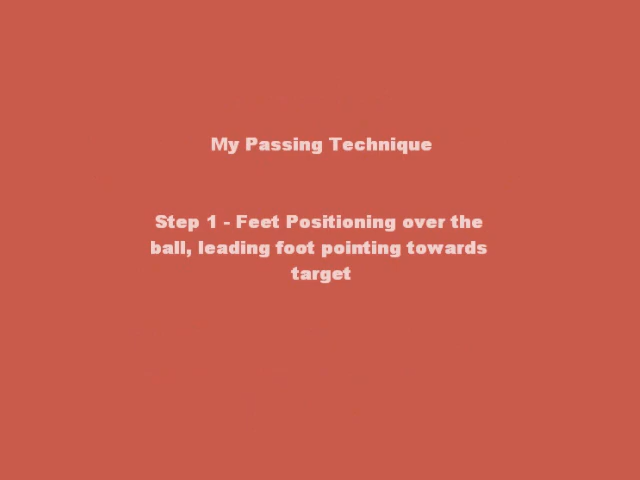 My Passing Technique
Step 1 - Feet Positioning over the
ball, leading foot pointing towards
target